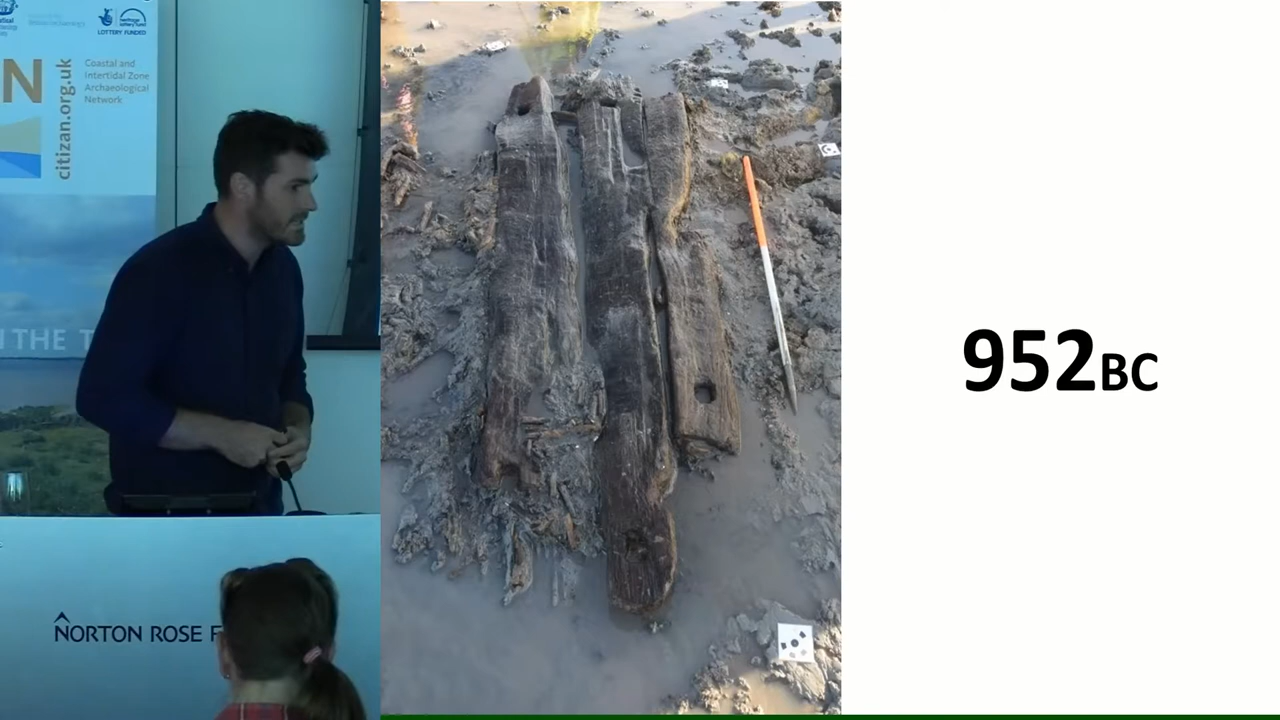 LOTTERY FUNDED
N
citizan.org.uk
Coastal and
Intertidal Zone
Archaeological
Network
N THE T
NORTON ROSE F
952BC